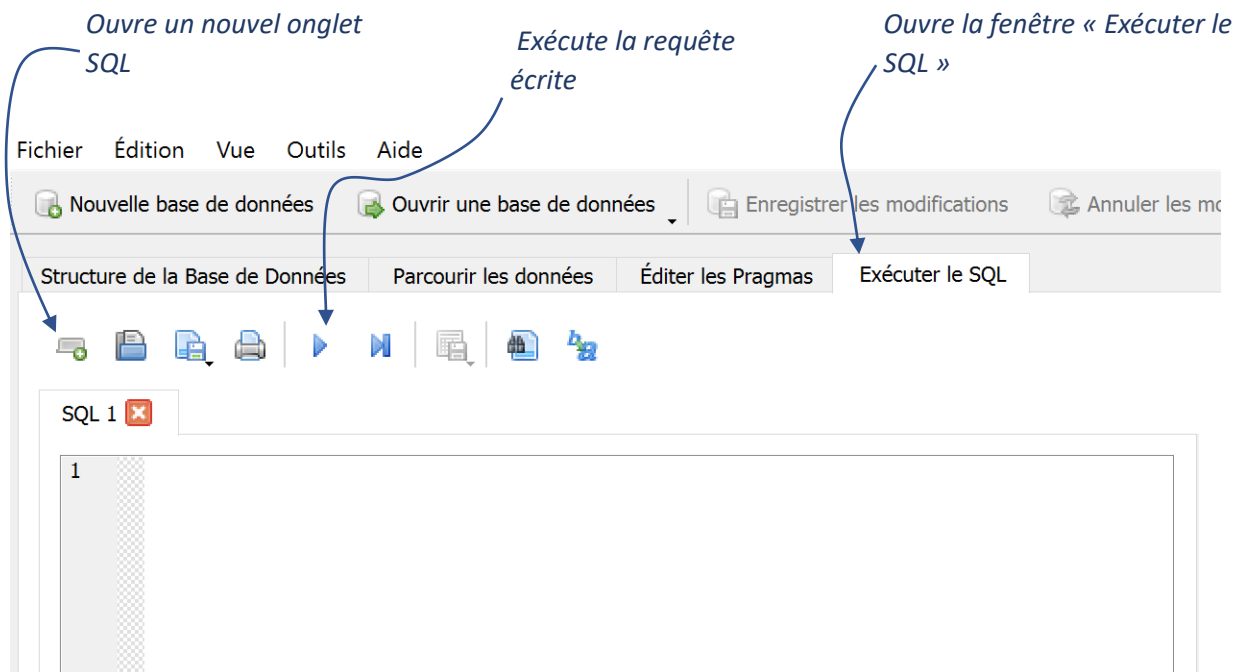 Ouvre un nouvel onglet
SQL
Exécute la requête
écrite
Ouvre la fenêtre « Exécuter le
SQL »
Fichier Édition Vue Outils Aide
Nouvelle base de données Ouvrir une base de données Enregistrer les modifications Annuler les mo
Structure de la Base de Données Parcourir les données Éditer les Pragmas Exécuter le SQL
SQL 1
1